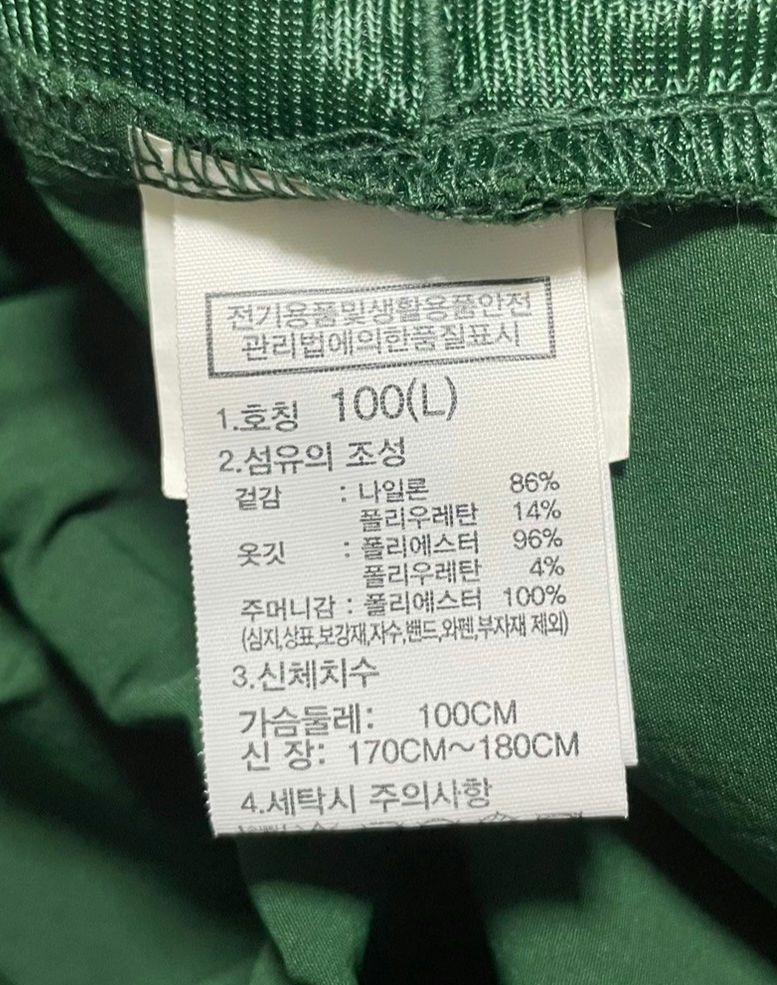 전기용품및생활용품안전
관리법에의한품질표시
1.호칭 100(L)
2.섬유의 조성
겉감 : 나일론 86%
폴리우레탄 14%
옷깃 : 폴리에스터 96%
폴리우레탄 4%
주머니감 : 폴리에스터 100%
(심지,상표,보강재,자수,밴드,와펜,부자재 제외)
3.신체치수
가슴둘레: 100CM
신 장: 170CM~180CM
4.세탁시 주의사항